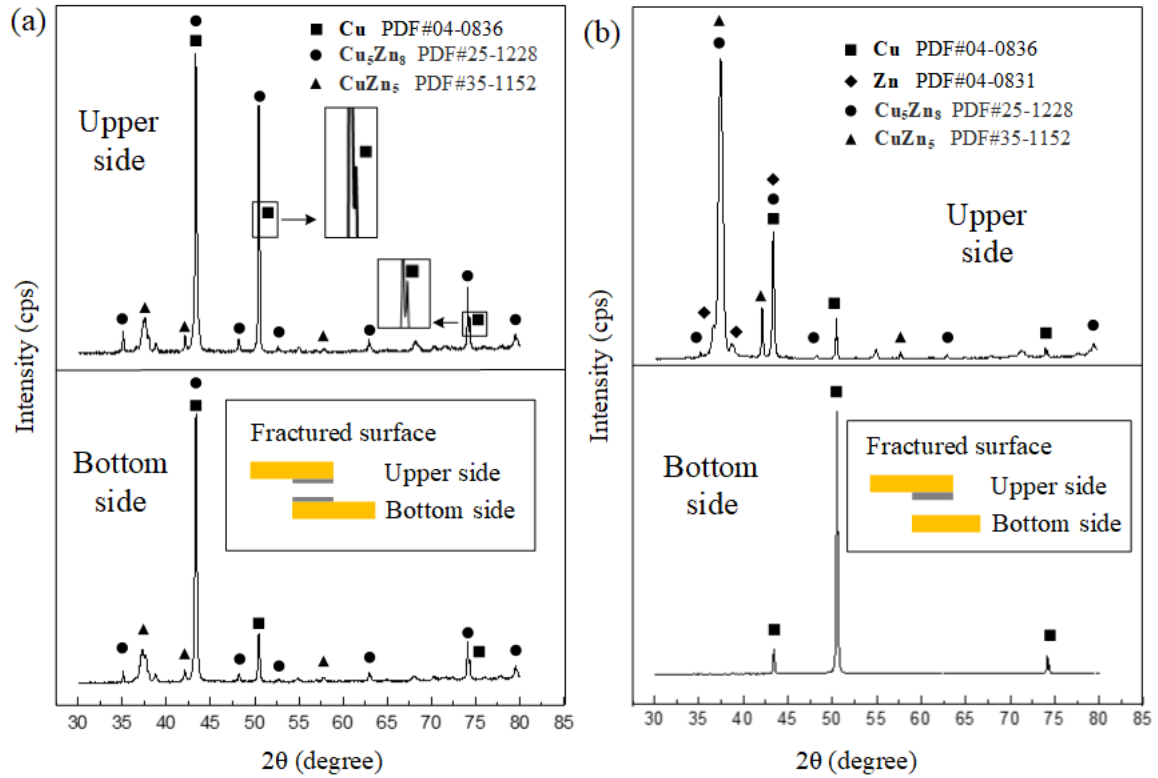 (a)
■ Cu PDF#04-0836
● Cu₅Zn₈ PDF#25-1228
▲ CuZn₅ PDF#35-1152
Upper
side
Bottom
side
Fractured surface
Upper side
Bottom side
Intensity (cps)
30 35 40 45 50 55 60 65 70 75 80 85
2θ (degree)
(b)
■ Cu PDF#04-0836
◆ Zn PDF#04-0831
● Cu₅Zn₈ PDF#25-1228
▲ CuZn₅ PDF#35-1152
Upper
side
Bottom
side
Fractured surface
Upper side
Bottom side
Intensity (cps)
30 35 40 45 50 55 60 65 70 75 80 85
2θ (degree)